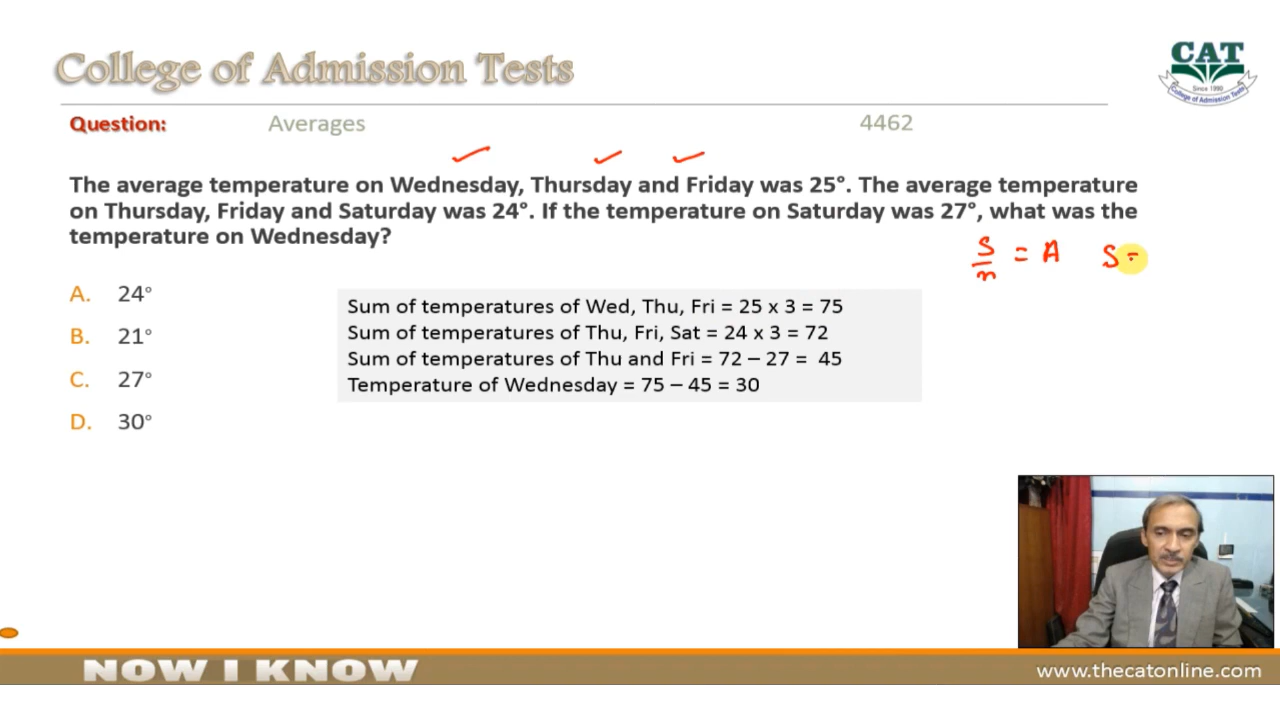 College of Admission Tests
CAT
Since 1990
College of Admission Tests
Question: Averages 4462
The average temperature on Wednesday, Thursday and Friday was 25°. The average temperature
on Thursday, Friday and Saturday was 24°. If the temperature on Saturday was 27°, what was the
temperature on Wednesday?
S/n = A S=
A. 24°
B. 21°
C. 27°
D. 30°
Sum of temperatures of Wed, Thu, Fri = 25 x 3 = 75
Sum of temperatures of Thu, Fri, Sat = 24 x 3 = 72
Sum of temperatures of Thu and Fri = 72 – 27 = 45
Temperature of Wednesday = 75 – 45 = 30
NOW I KNOW
www.thecatonline.com